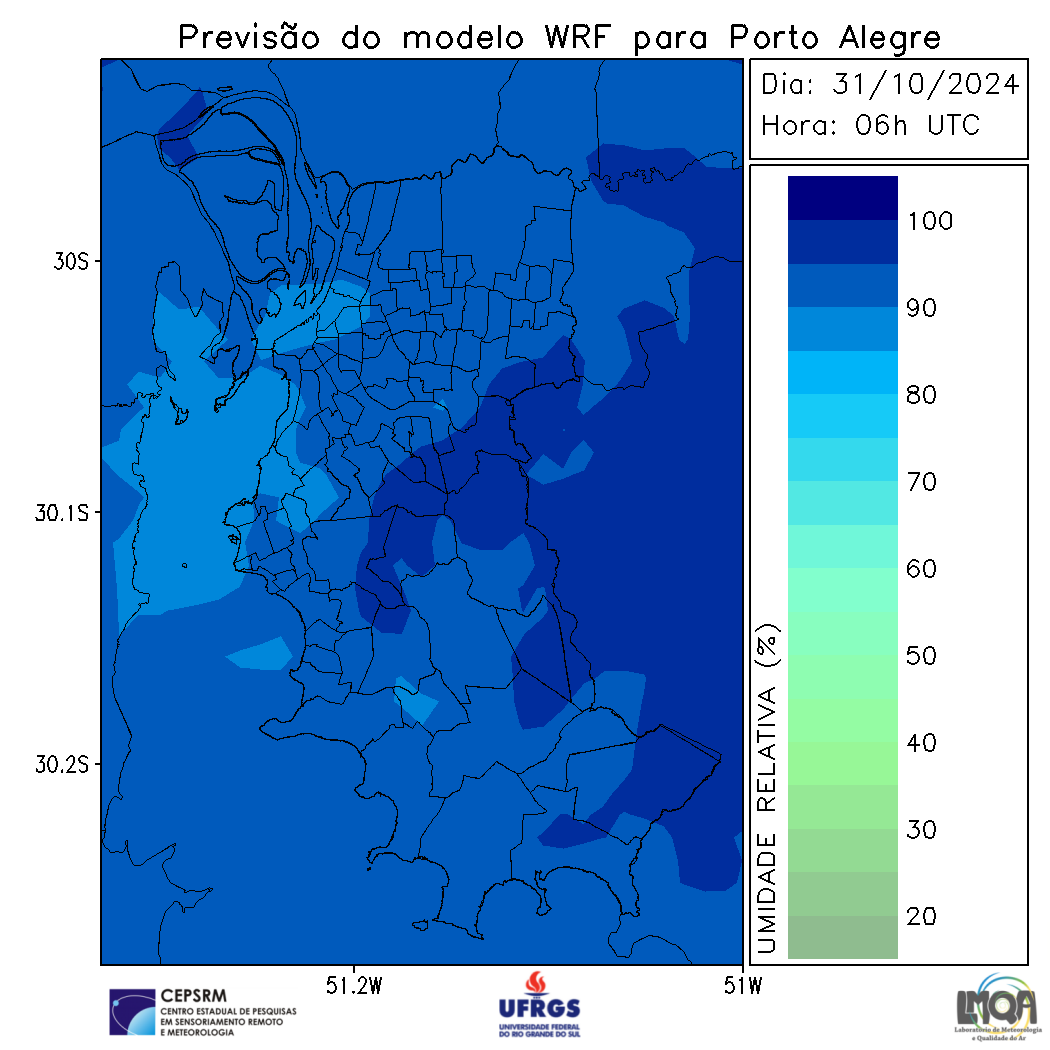 Previsão do modelo WRF para Porto Alegre
Dia: 31/10/2024
Hora: 06h UTC
30S
30.1S
30.2S
51.2W
51W
100
90
80
70
60
50
40
30
20
UMIDADE RELATIVA (%)
CEPSRM
CENTRO ESTADUAL DE PESQUISAS
EM SENSORIAMENTO REMOTO
E METEOROLOGIA
UFRGS
UNIVERSIDADE FEDERAL
DO RIO GRANDE DO SUL
LMQA
Laboratório de Meteorologia
e Qualidade do Ar